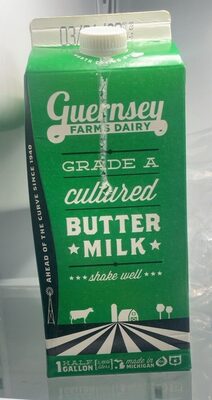 Guernsey
FARMS DAIRY
GRADE A
cultured
BUTTER
MILK
shake well
AHEAD OF THE CURVE SINCE 1940
1 HALF GALLON
made in MICHIGAN